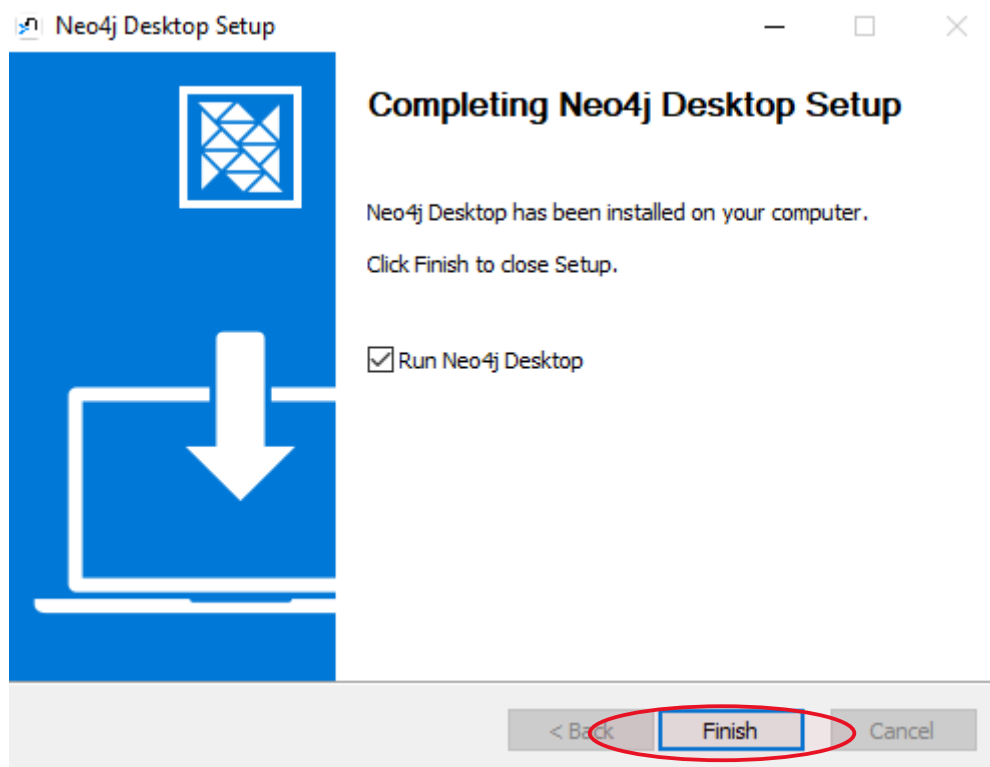 Neo4j Desktop Setup
Completing Neo4j Desktop Setup
Neo4j Desktop has been installed on your computer.
Click Finish to close Setup.
Run Neo4j Desktop
< Back Finish Cancel